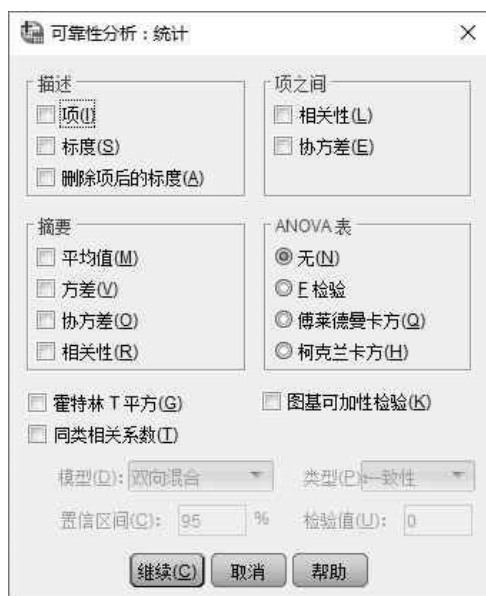 可靠性分析：统计
描述
项(I)
标度(S)
删除项后的标度(A)
项之间
相关性(L)
协方差(E)
摘要
平均值(M)
方差(V)
协方差(O)
相关性(R)
ANOVA 表
无(N)
F 检验
傅莱德曼卡方(Q)
柯克兰卡方(H)
霍特林 T 平方(G)
图基可加性检验(K)
同类相关系数(T)
模型(D): 双向混合
类型(P): 一致性
置信区间(C): 95 %
检验值(U): 0
继续(C)
取消
帮助